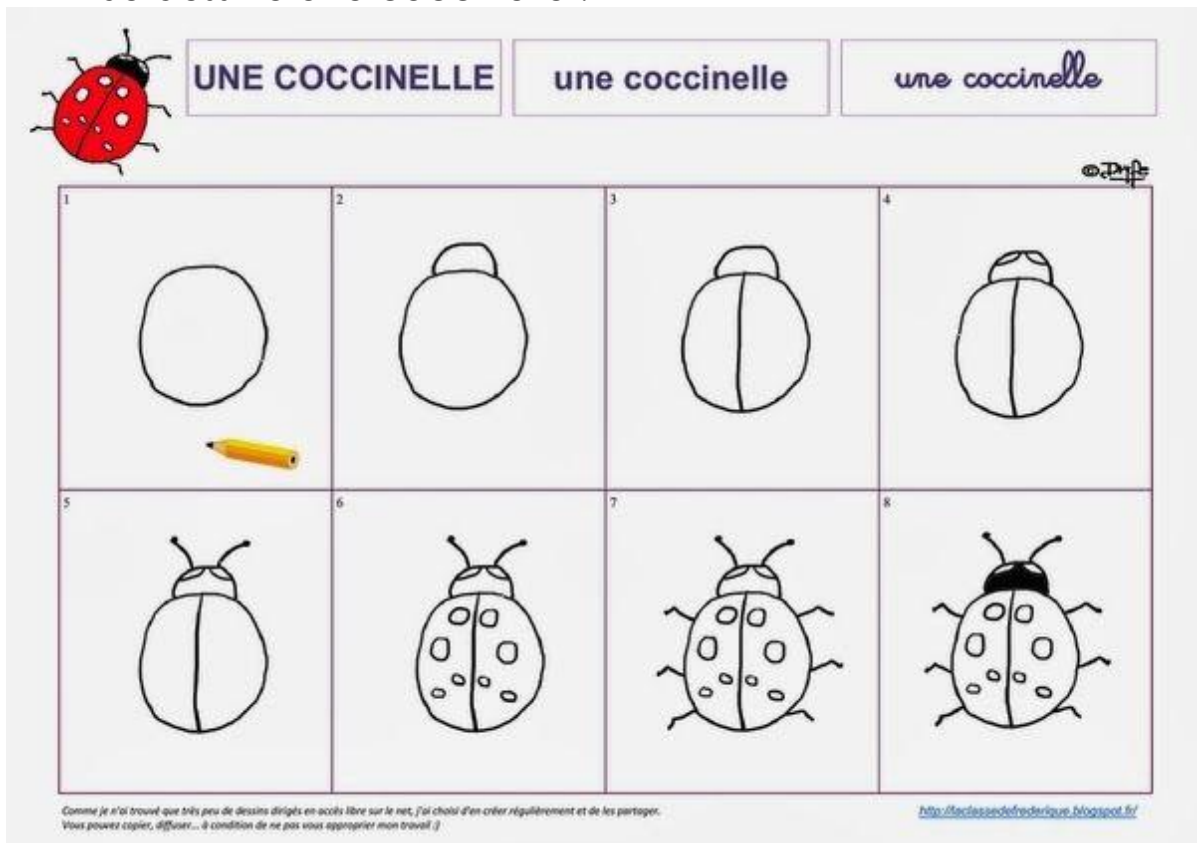 UNE COCCINELLE
une coccinelle
une coccinelle
1
2
3
4
5
6
7
8
Comme je n'ai trouvé que très peu de dessins dirigés en accès libre sur le net, j'ai choisi d'en créer régulièrement et de les partager.
Vous pouvez copier, diffuser... à condition de ne pas vous approprier mon travail :)
http://laclassedefrederique.blogspot.fr/